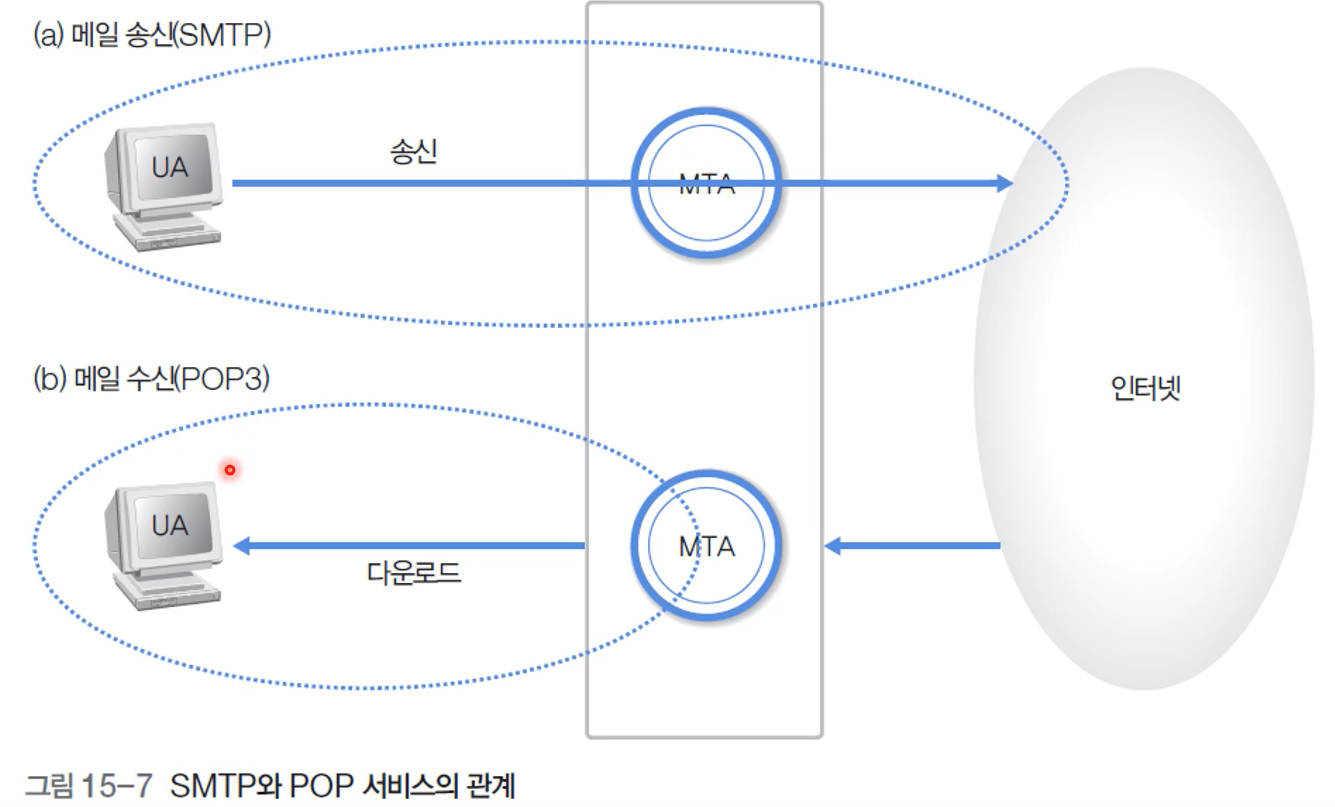 (a) 메일 송신(SMTP)
UA
송신
MTA
(b) 메일 수신(POP3)
인터넷
UA
다운로드
MTA
그림 15-7 SMTP와 POP 서비스의 관계